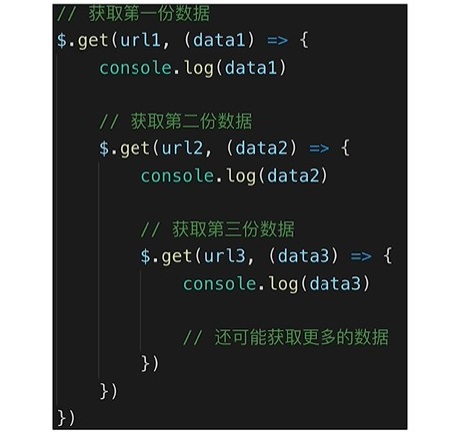 // 获取第一份数据
$.get(url1, (data1) => {
    console.log(data1)

    // 获取第二份数据
    $.get(url2, (data2) => {
        console.log(data2)

        // 获取第三份数据
        $.get(url3, (data3) => {
            console.log(data3)

            // 还可能获取更多的数据
        })
    })
})